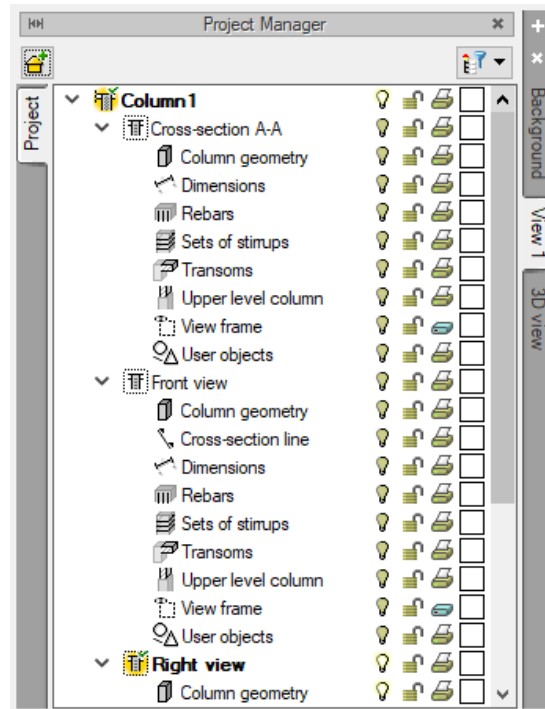 Project Manager
Project
Column1
Cross-section A-A
Column geometry
Dimensions
Rebars
Sets of stirrups
Transoms
Upper level column
View frame
User objects
Front view
Column geometry
Cross-section line
Dimensions
Rebars
Sets of stirrups
Transoms
Upper level column
View frame
User objects
Right view
Column geometry
Background
View 1
3D view